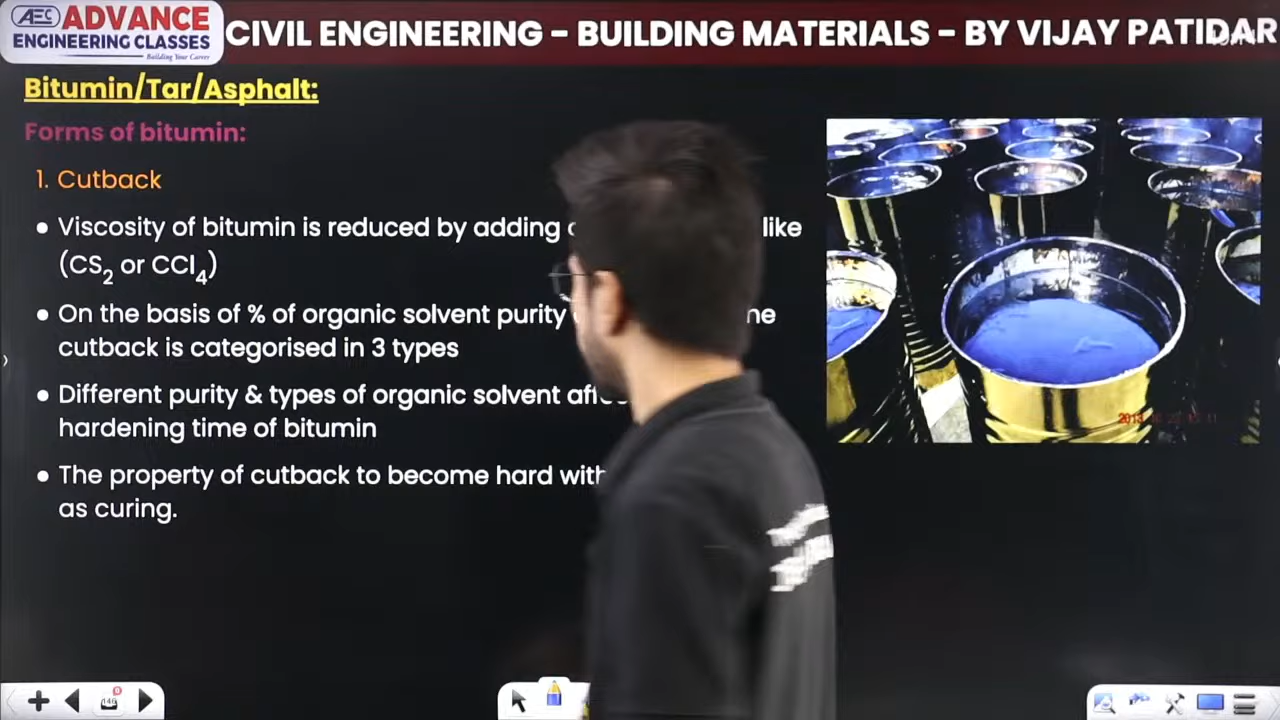 AEC ADVANCE
ENGINEERING CLASSES
Building Your Career
CIVIL ENGINEERING - BUILDING MATERIALS - BY VIJAY PATIDAR
Bitumin/Tar/Asphalt:
Forms of bitumin:
1. Cutback
• Viscosity of bitumin is reduced by adding like
(CS2 or CCl4)
• On the basis of % of organic solvent purity
cutback is categorised in 3 types
• Different purity & types of organic solvent
hardening time of bitumin
• The property of cutback to become hard
as curing.
146